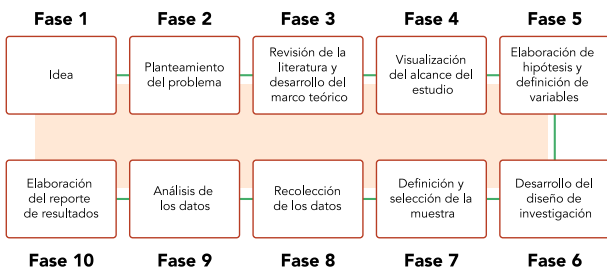 Fase 1
Fase 2
Fase 3
Fase 4
Fase 5
Idea
Planteamiento
del problema
Revisión de la
literatura y
desarrollo del
marco teórico
Visualización
del alcance del
estudio
Elaboración de
hipótesis y
definición de
variables
Elaboración
del reporte
de resultados
Análisis de
los datos
Recolección
de los datos
Definición y
selección de la
muestra
Desarrollo del
diseño de
investigación
Fase 10
Fase 9
Fase 8
Fase 7
Fase 6